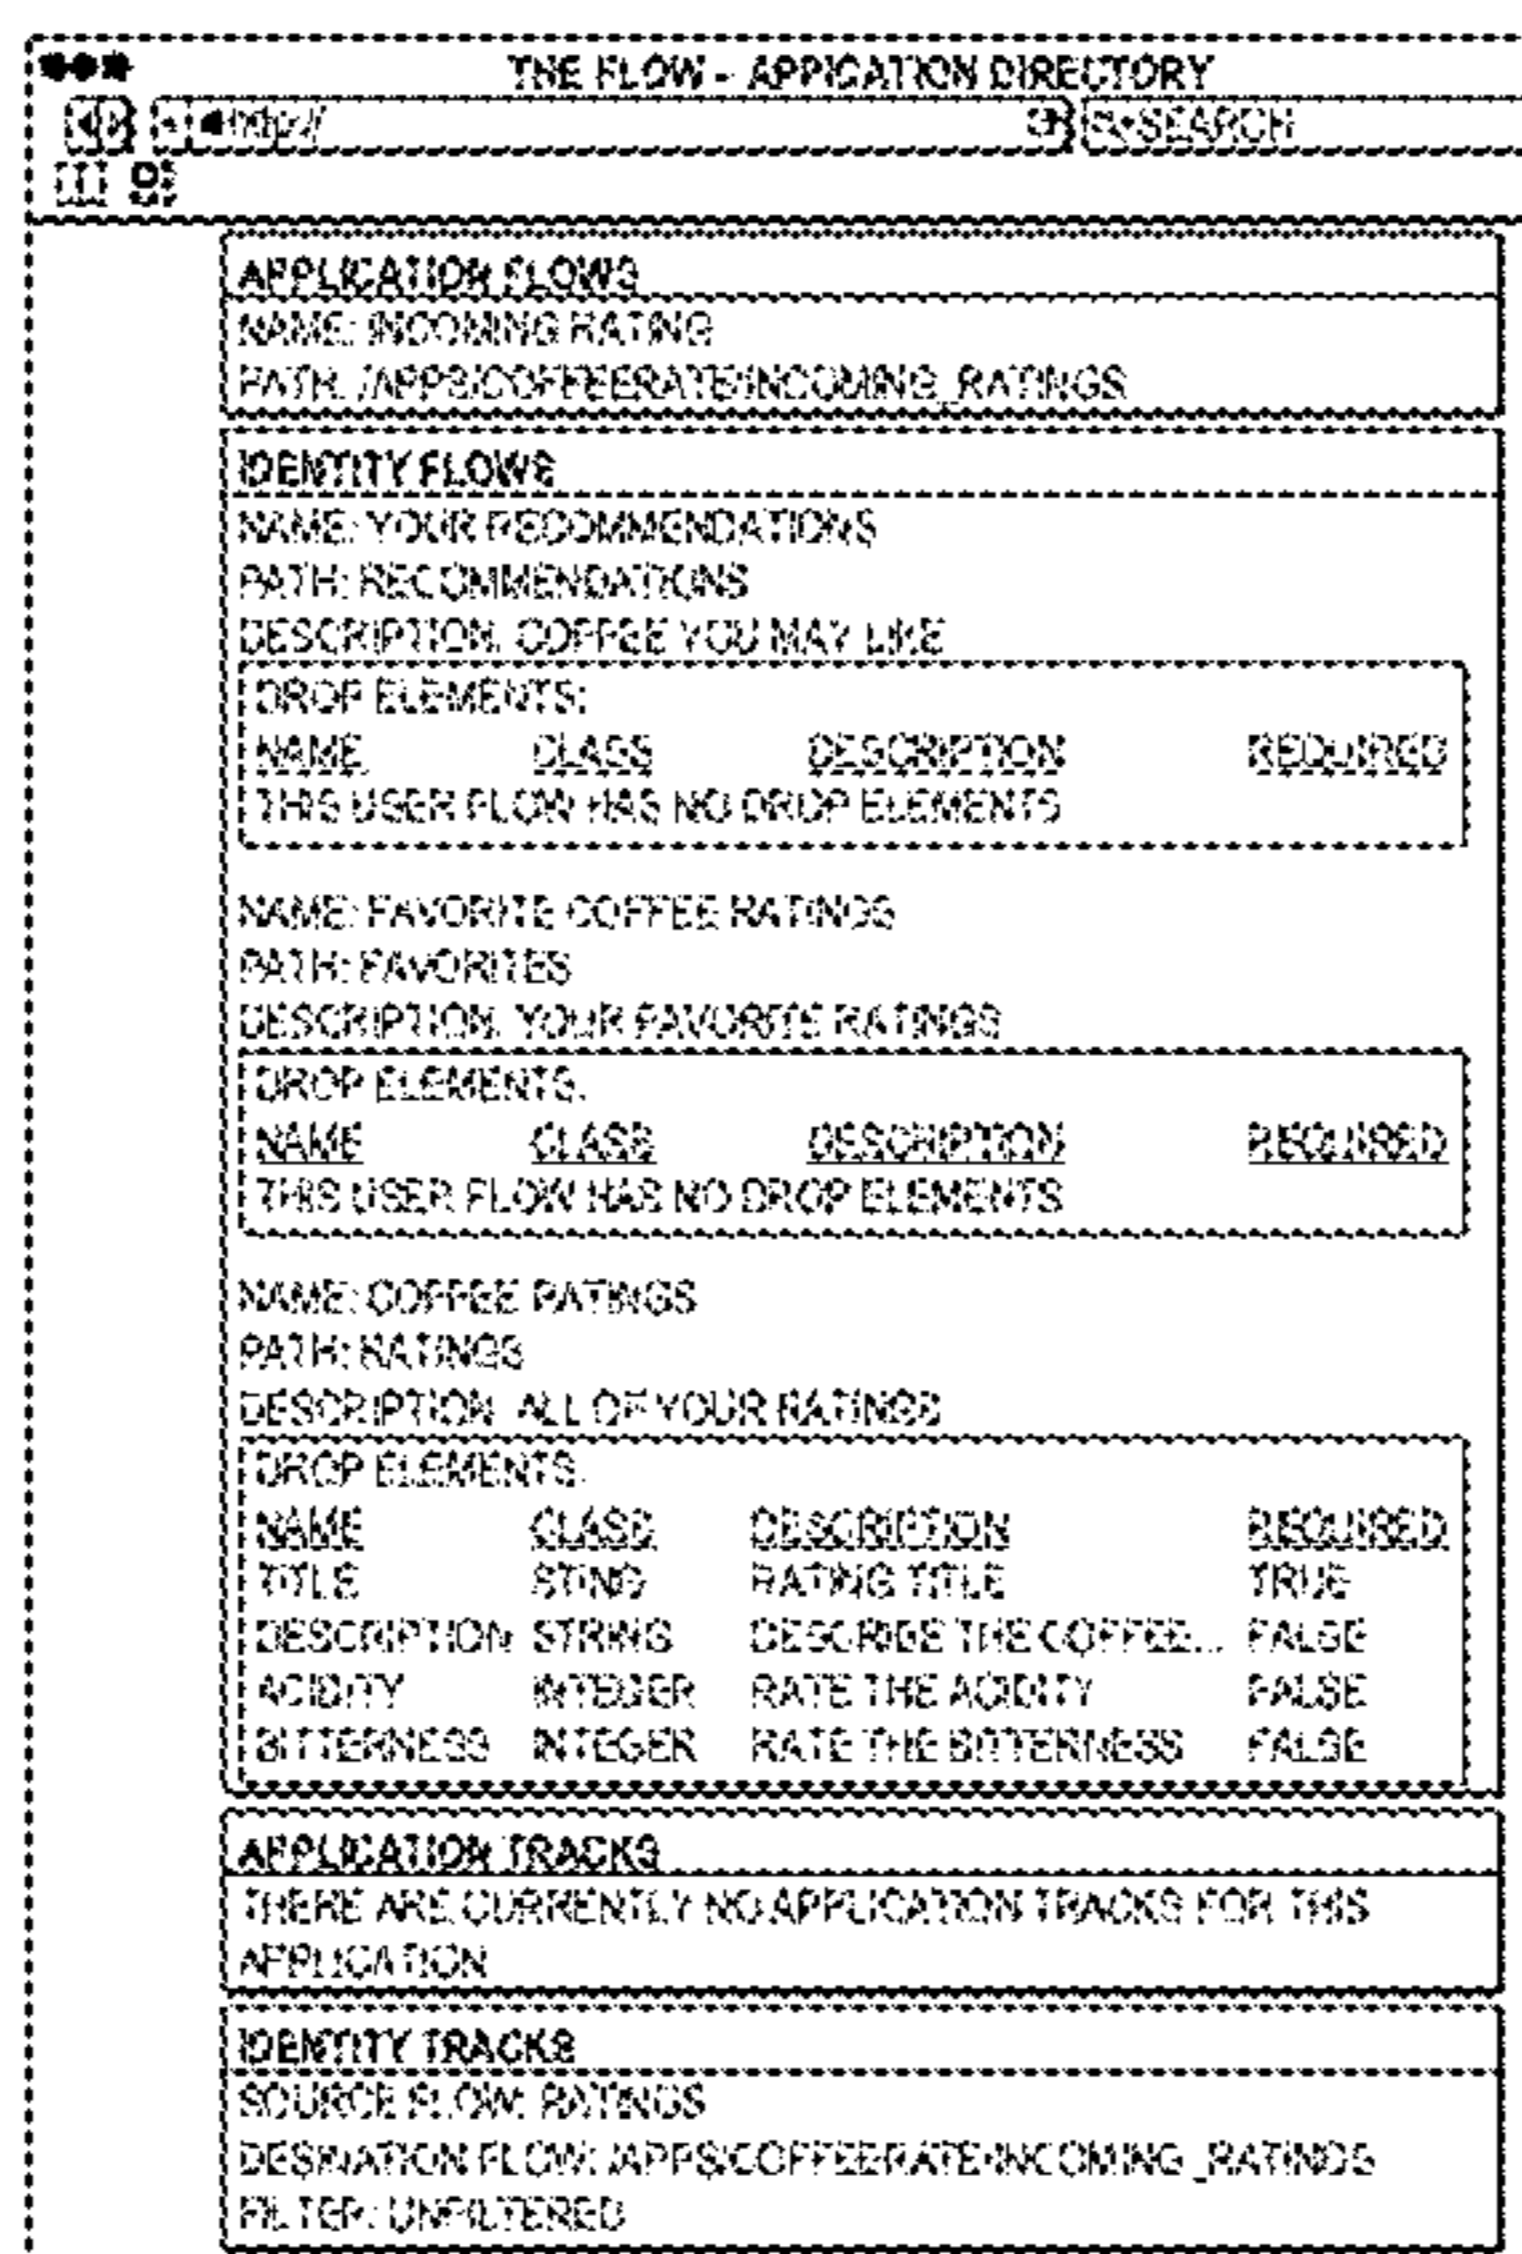 THE FLOW - APPICATION DIRECTORY
http:// SEARCH
APPLICATION FLOWS
NAME: INCOMING RATING
PATH: /APPS/COFFEERATE/INCOMING_RATINGS
IDENTITY FLOWS
NAME: YOUR RECOMMENDATIONS
PATH: RECOMMENDATIONS
DESCRIPTION: COFFEE YOU MAY LIKE
DROP ELEMENTS:
NAME CLASS DESCRIPTION REQUIRED
THIS USER FLOW HAS NO DROP ELEMENTS
NAME: FAVORITE COFFEE RATINGS
PATH: FAVORITES
DESCRIPTION: YOUR FAVORITE RATINGS
DROP ELEMENTS:
NAME CLASS DESCRIPTION REQUIRED
THIS USER FLOW HAS NO DROP ELEMENTS
NAME: COFFEE RATINGS
PATH: RATINGS
DESCRIPTION: ALL OF YOUR RATINGS
DROP ELEMENTS:
NAME CLASS DESCRIPTION REQUIRED
TITLE STING RATING TITLE TRUE
DESCRIPTION STRING DESCRIBE THE COFFEE... FALSE
ACIDITY INTEGER RATE THE ACIDITY FALSE
BITTERNESS INTEGER RATE THE BITTERNESS FALSE
APPLICATION TRACKS
THERE ARE CURRENTLY NO APPLICATION TRACKS FOR THIS
APPLICATION
IDENTITY TRACKS
SOURCE FLOW: RATINGS
DESINATION FLOW: /APPS/COFFEERATE/INCOMING_RATINGS
FILTER: UNFILTERED